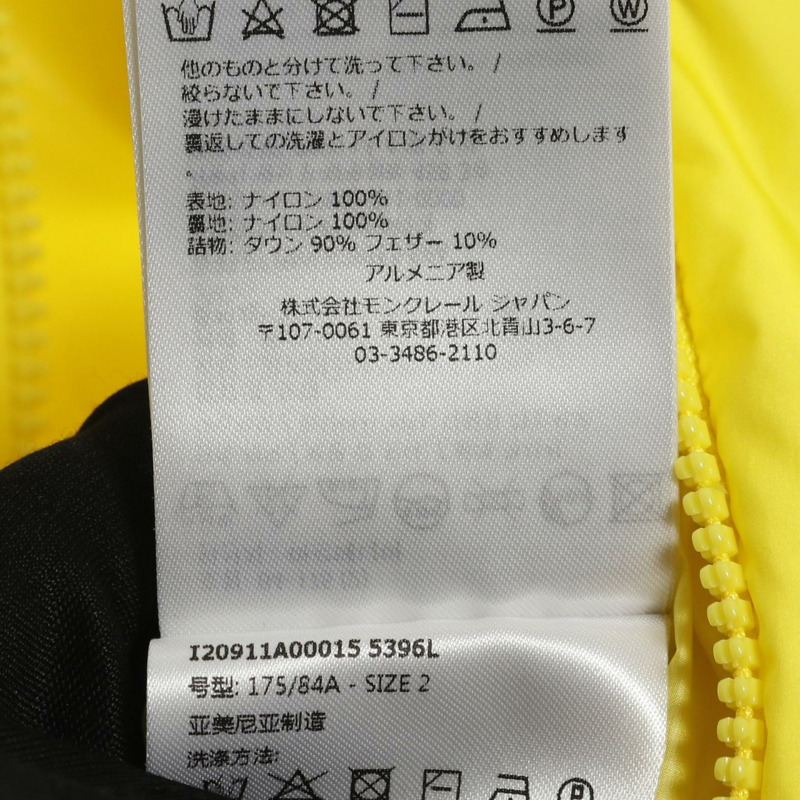 他のものと分けて洗って下さい。 /
絞らないで下さい。 /
浸けたままにしないで下さい。 /
裏返しての洗濯とアイロンがけをおすすめします
。
表地: ナイロン 100%
裏地: ナイロン 100%
詰物: ダウン 90% フェザー 10%
アルメニア製
株式会社モンクレール ジャパン
〒107-0061 東京都港区北青山3-6-7
03-3486-2110
I20911A00015 5396L
号型: 175/84A - SIZE 2
亚美尼亚制造
洗涤方法: